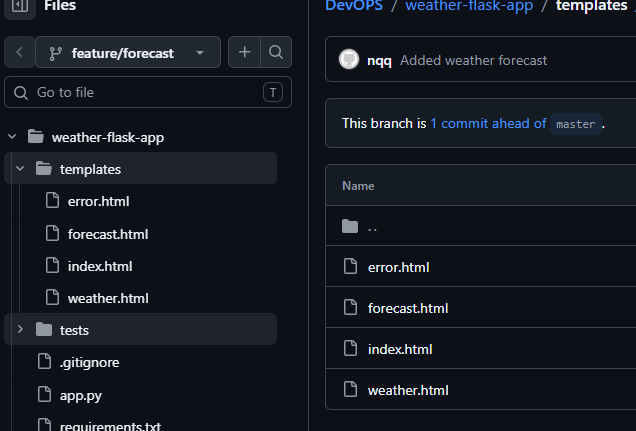 Files
feature/forecast
Go to file
T
weather-flask-app
templates
error.html
forecast.html
index.html
weather.html
tests
.gitignore
app.py
requirements.txt
DevOPS / weather-flask-app / templates
nqq Added weather forecast
This branch is 1 commit ahead of master .
Name
..
error.html
forecast.html
index.html
weather.html